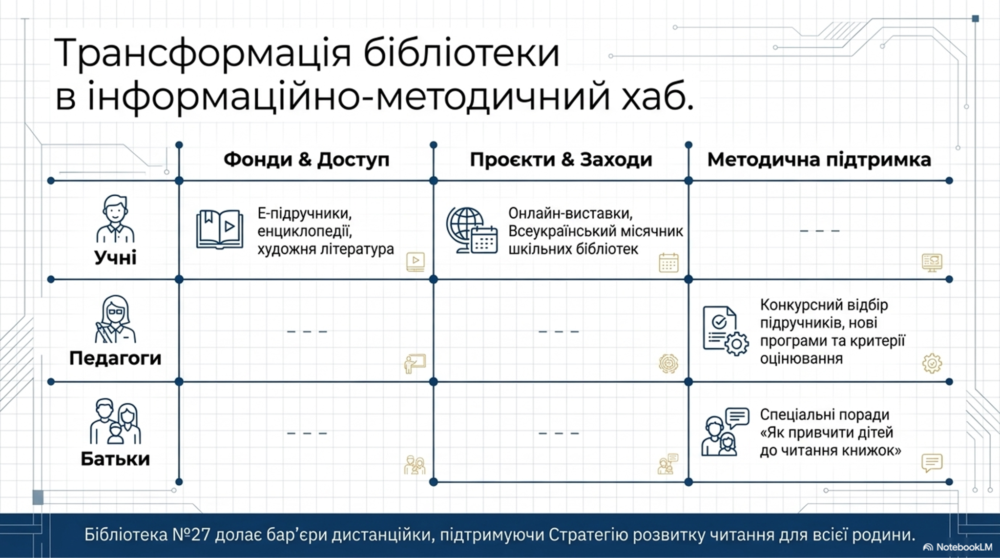 Трансформація бібліотеки
в інформаційно-методичний хаб.
Фонди & Доступ
Проєкти & Заходи
Методична підтримка
Учні
Е-підручники,
енциклопедії,
художня література
Онлайн-виставки,
Всеукраїнський місячник
шкільних бібліотек
- - -
Педагоги
- - -
- - -
Конкурсний відбір
підручників, нові
програми та критерії
оцінювання
Батьки
- - -
- - -
Спеціальні поради
«Як привчити дітей
до читання книжок»
Бібліотека №27 долає бар’єри дистанційки, підтримуючи Стратегію розвитку читання для всієї родини.
NotebookLM